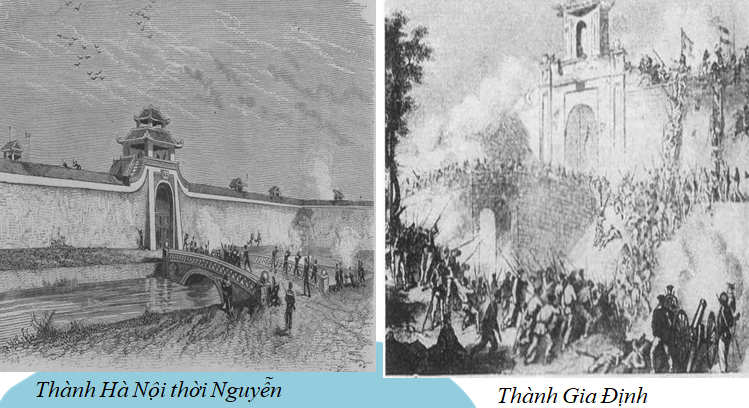 Thành Hà Nội thời Nguyễn
Thành Gia Định